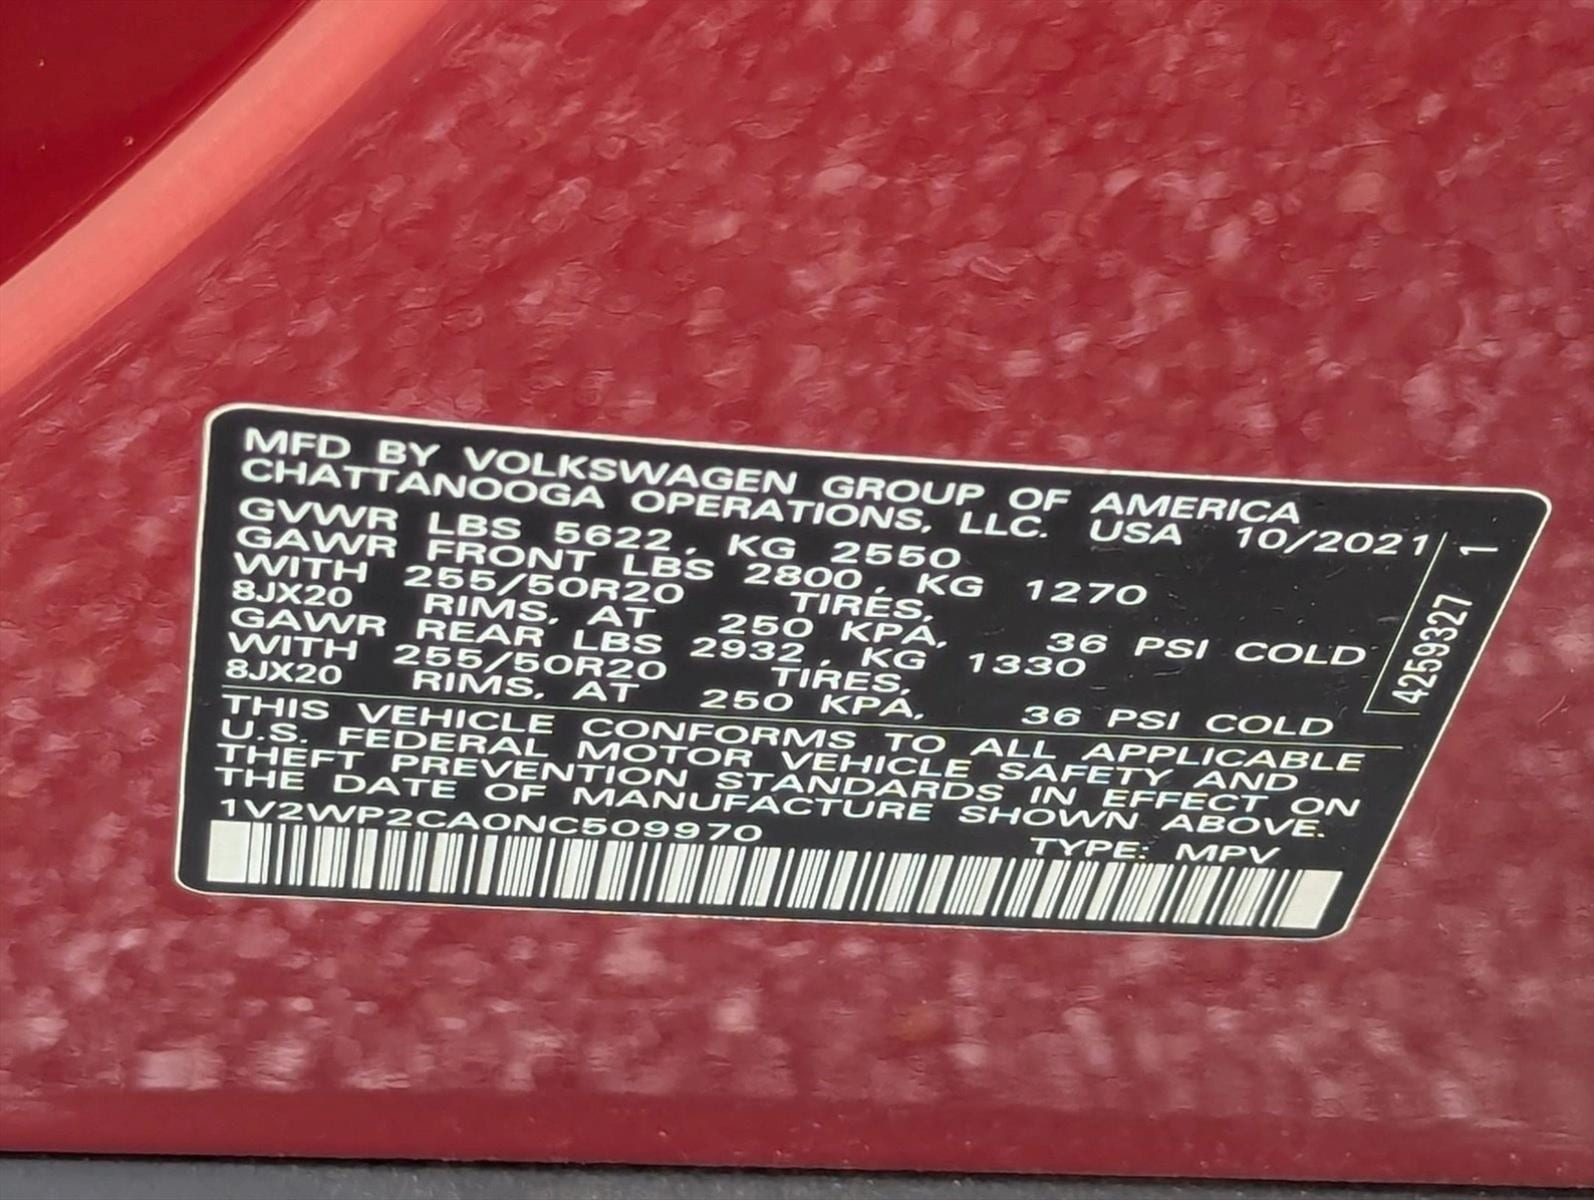 MFD BY VOLKSWAGEN GROUP OF AMERICA
CHATTANOOGA OPERATIONS, LLC. USA 10/2021
GVWR LBS 5622, KG 2550
GAWR FRONT LBS 2800, KG 1270
WITH 255/50R20 TIRES,
8JX20 RIMS, AT 250 KPA, 36 PSI COLD
GAWR REAR LBS 2932, KG 1330
WITH 255/50R20 TIRES,
8JX20 RIMS, AT 250 KPA, 36 PSI COLD
THIS VEHICLE CONFORMS TO ALL APPLICABLE
U.S. FEDERAL MOTOR VEHICLE SAFETY AND
THEFT PREVENTION STANDARDS IN EFFECT ON
THE DATE OF MANUFACTURE SHOWN ABOVE.
1V2WP2CA0NC509970 TYPE: MPV
4259327 1